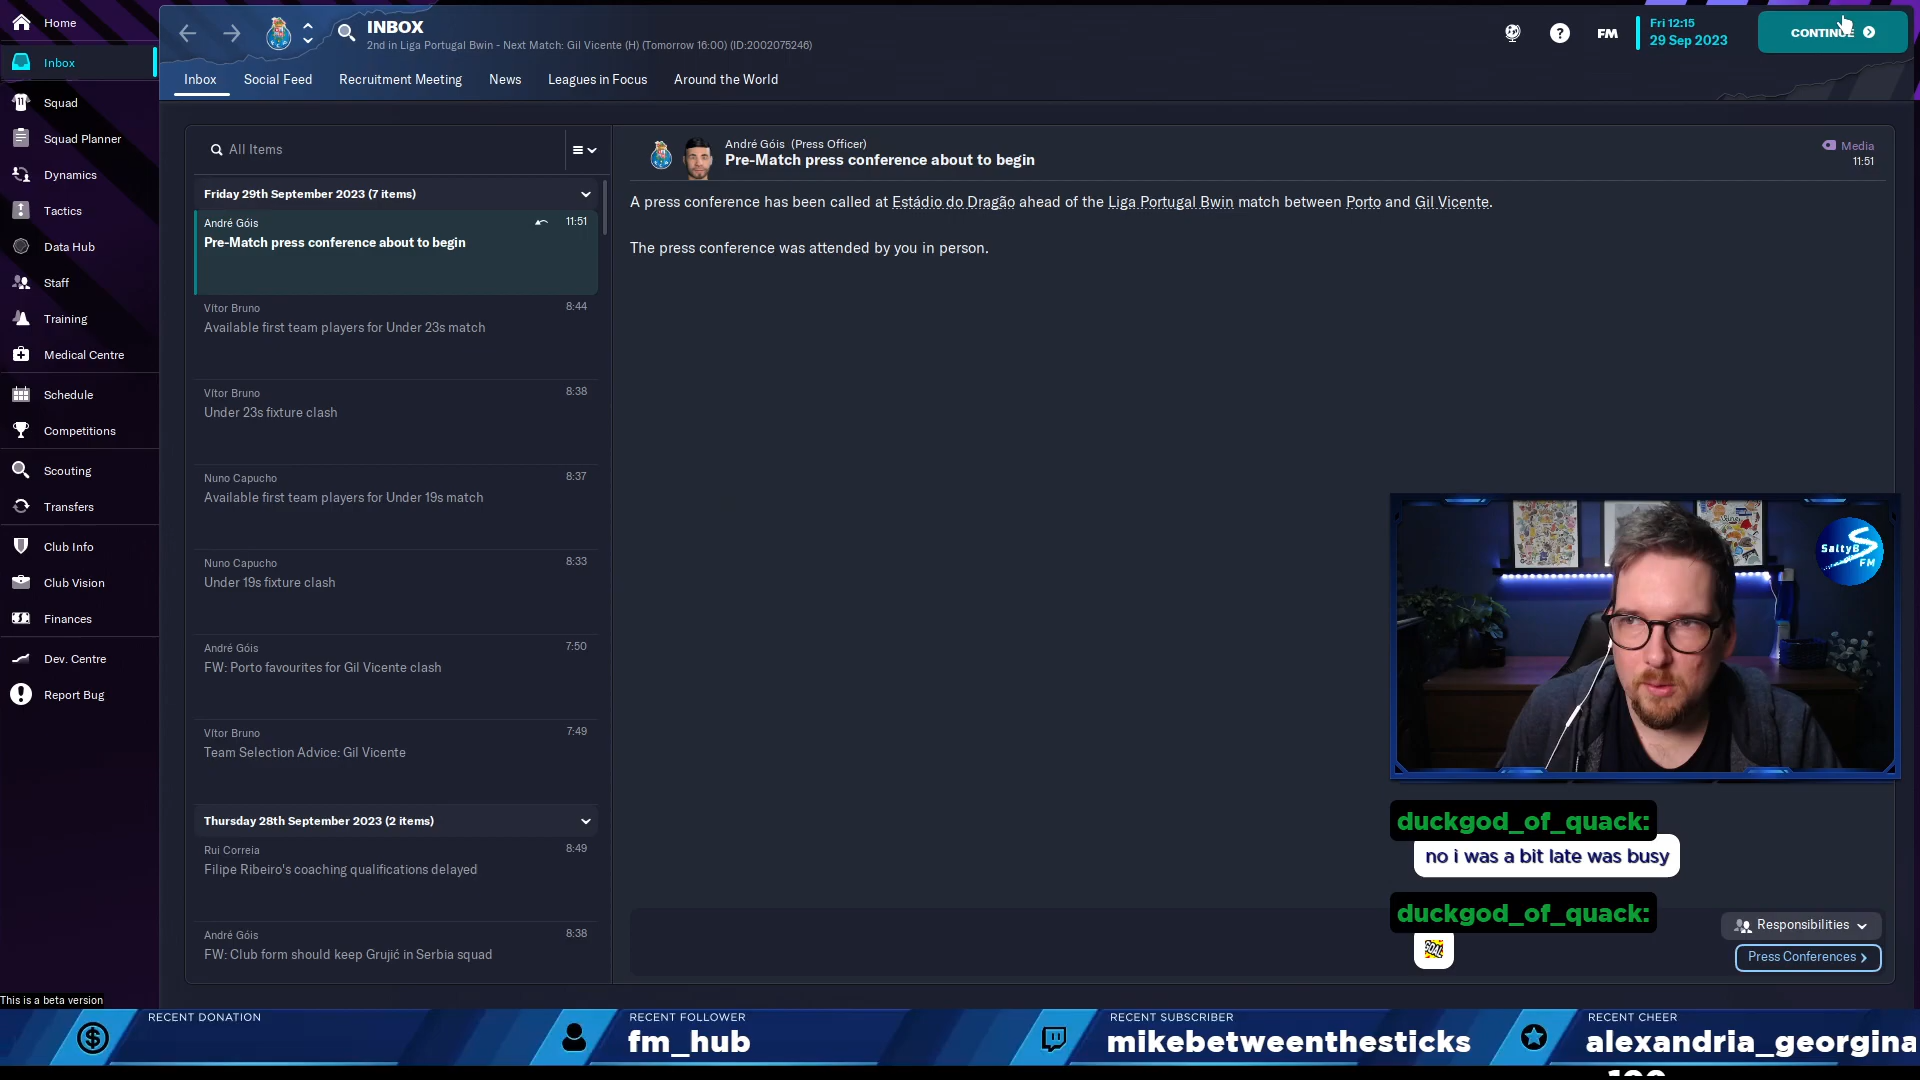 Home
Inbox
Squad
Squad Planner
Dynamics
Tactics
Data Hub
Staff
Training
Medical Centre
Schedule
Competitions
Scouting
Transfers
Club Info
Club Vision
Finances
Dev. Centre
Report Bug
This is a beta version
INBOX
2nd in Liga Portugal Bwin - Next Match: Gil Vicente (H) (Tomorrow 16:00) (ID:2002075246)
FM
Fri 12:15
29 Sep 2023
CONTINUE
Inbox Social Feed Recruitment Meeting News Leagues in Focus Around the World
All Items
Friday 29th September 2023 (7 items)
André Góis 11:51
Pre-Match press conference about to begin
Vítor Bruno 8:44
Available first team players for Under 23s match
Vítor Bruno 8:38
Under 23s fixture clash
Nuno Capucho 8:37
Available first team players for Under 19s match
Nuno Capucho 8:33
Under 19s fixture clash
André Góis 7:50
FW: Porto favourites for Gil Vicente clash
Vítor Bruno 7:49
Team Selection Advice: Gil Vicente
Thursday 28th September 2023 (2 items)
Rui Correia 8:49
Filipe Ribeiro's coaching qualifications delayed
André Góis 8:38
FW: Club form should keep Grujić in Serbia squad
André Góis (Press Officer)
Pre-Match press conference about to begin
Media
11:51
A press conference has been called at Estádio do Dragão ahead of the Liga Portugal Bwin match between Porto and Gil Vicente.
The press conference was attended by you in person.
SaltyB
S
FM
duckgod_of_quack:
no i was a bit late was busy
duckgod_of_quack:
GOAL
Responsibilities
Press Conferences
RECENT DONATION
RECENT FOLLOWER
fm_hub
RECENT SUBSCRIBER
mikebetweenthesticks
RECENT CHEER
alexandria_georgina